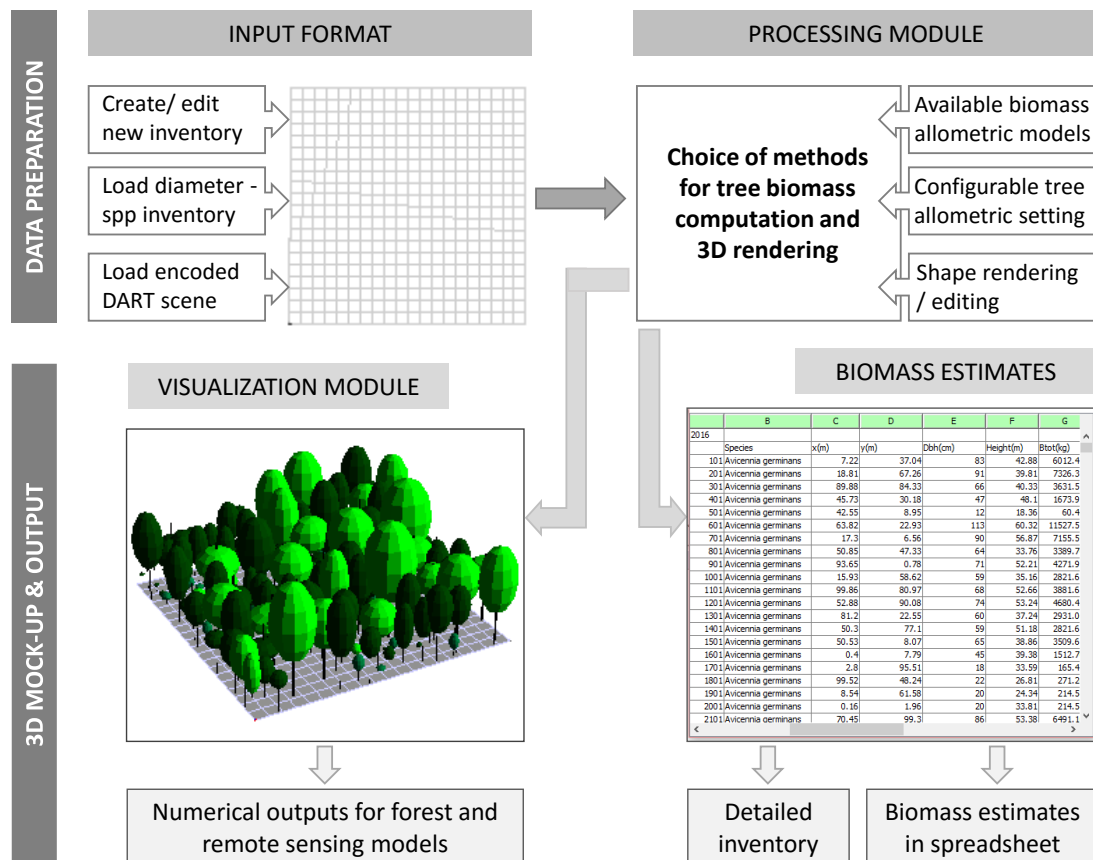 DATA PREPARATION
INPUT FORMAT
Create/ edit
new inventory
Load diameter -
spp inventory
Load encoded
DART scene
PROCESSING MODULE
Choice of methods
for tree biomass
computation and
3D rendering
Available biomass
allometric models
Configurable tree
allometric setting
Shape rendering
/ editing
3D MOCK-UP & OUTPUT
VISUALIZATION MODULE
Numerical outputs for forest and
remote sensing models
BIOMASS ESTIMATES
B C D E F G
2016
Species x(m) y(m) Dbh(cm) Height(m) Btot(kg)
101 Avicennia germinans 7.22 37.04 83 42.88 6012.4
201 Avicennia germinans 18.81 67.26 91 39.81 7326.3
301 Avicennia germinans 89.88 84.33 66 40.33 3631.5
401 Avicennia germinans 45.73 30.18 47 48.1 1673.9
501 Avicennia germinans 42.55 8.95 12 18.36 60.4
601 Avicennia germinans 63.82 22.93 113 60.32 11527.5
701 Avicennia germinans 17.3 6.56 90 56.87 7155.5
801 Avicennia germinans 50.85 47.33 64 33.76 3389.7
901 Avicennia germinans 93.65 0.78 71 52.21 4271.9
1001 Avicennia germinans 15.93 58.62 59 35.16 2821.6
1101 Avicennia germinans 99.86 80.97 68 52.66 3881.6
1201 Avicennia germinans 52.88 90.08 74 53.24 4680.4
1301 Avicennia germinans 81.2 22.55 60 37.24 2931.0
1401 Avicennia germinans 50.3 77.1 59 51.18 2821.6
1501 Avicennia germinans 50.53 8.07 65 38.86 3509.6
1601 Avicennia germinans 0.4 7.79 45 39.38 1512.7
1701 Avicennia germinans 2.8 95.51 18 33.59 165.4
1801 Avicennia germinans 99.52 48.24 22 26.81 271.2
1901 Avicennia germinans 8.54 61.58 20 24.34 214.5
2001 Avicennia germinans 0.16 1.96 20 33.81 214.5
2101 Avicennia germinans 70.45 99.3 86 53.38 6491.1
Detailed
inventory
Biomass estimates
in spreadsheet